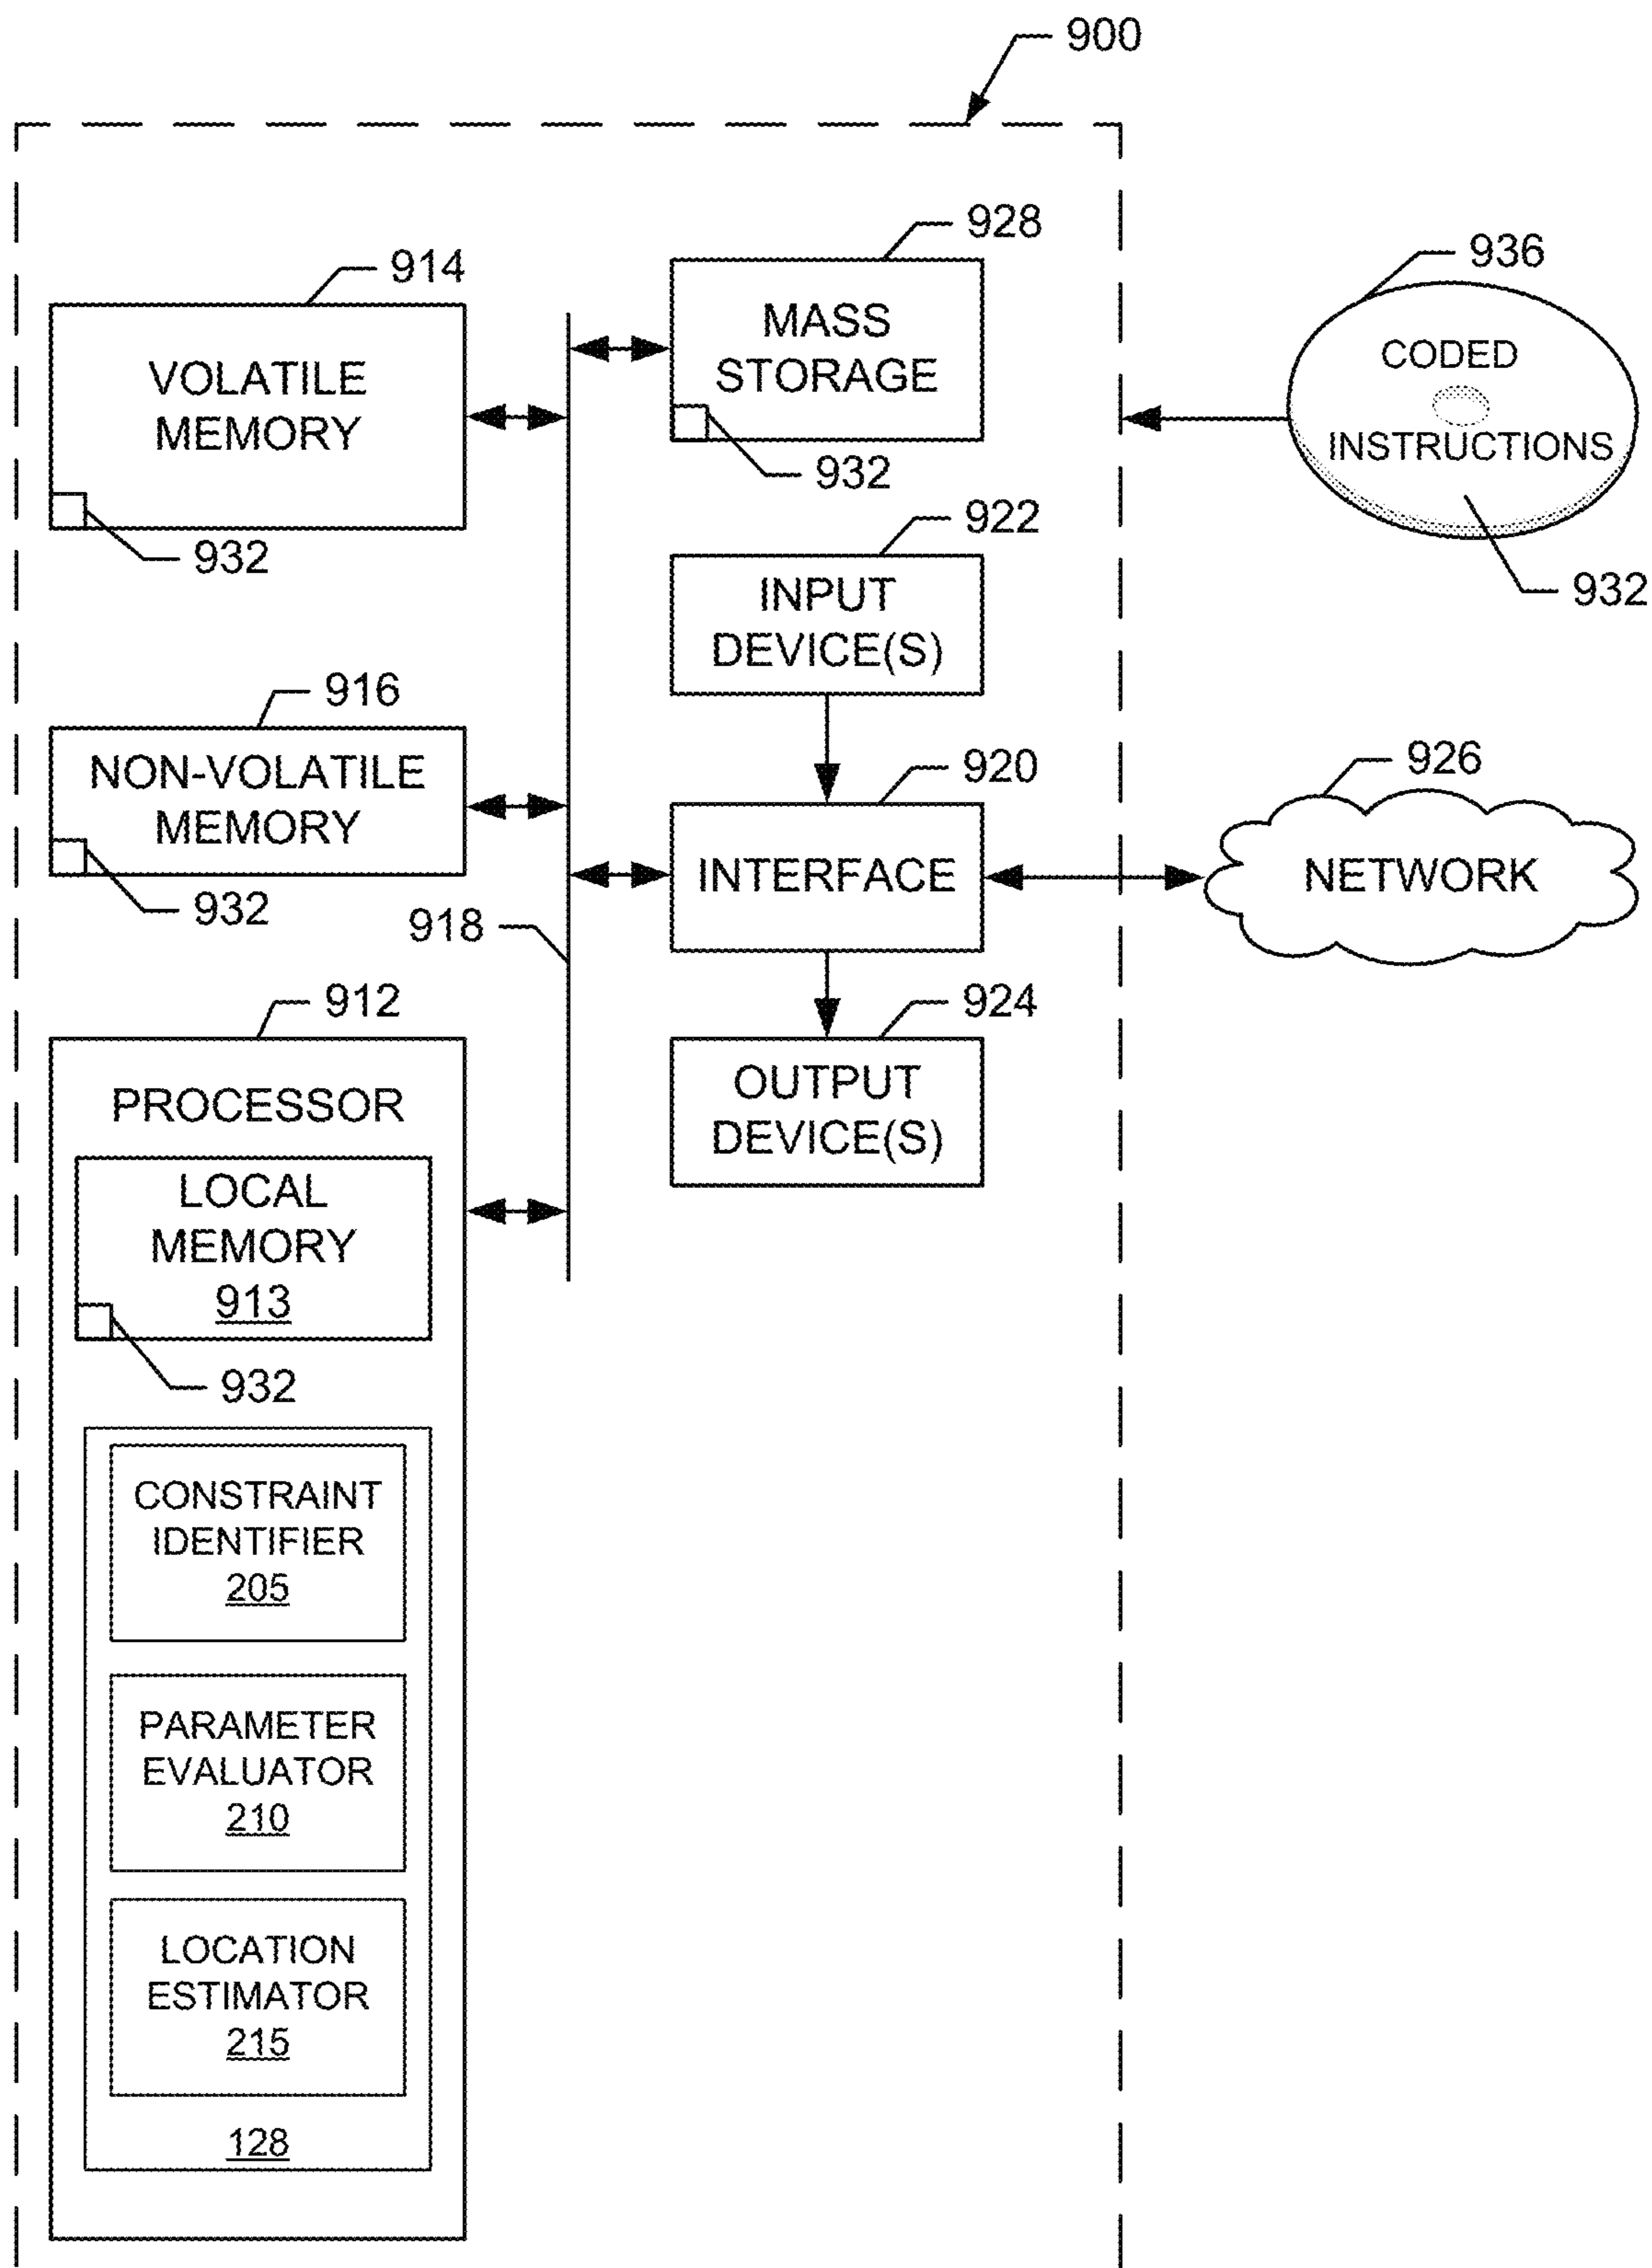 900
928
914
MASS
STORAGE
936
CODED
INSTRUCTIONS
VOLATILE
MEMORY
932
932
922
932
INPUT
DEVICE(S)
916
NON-VOLATILE
MEMORY
920
926
INTERFACE
NETWORK
932
918
912
924
PROCESSOR
OUTPUT
DEVICE(S)
LOCAL
MEMORY
913
932
CONSTRAINT
IDENTIFIER
205
PARAMETER
EVALUATOR
210
LOCATION
ESTIMATOR
215
128